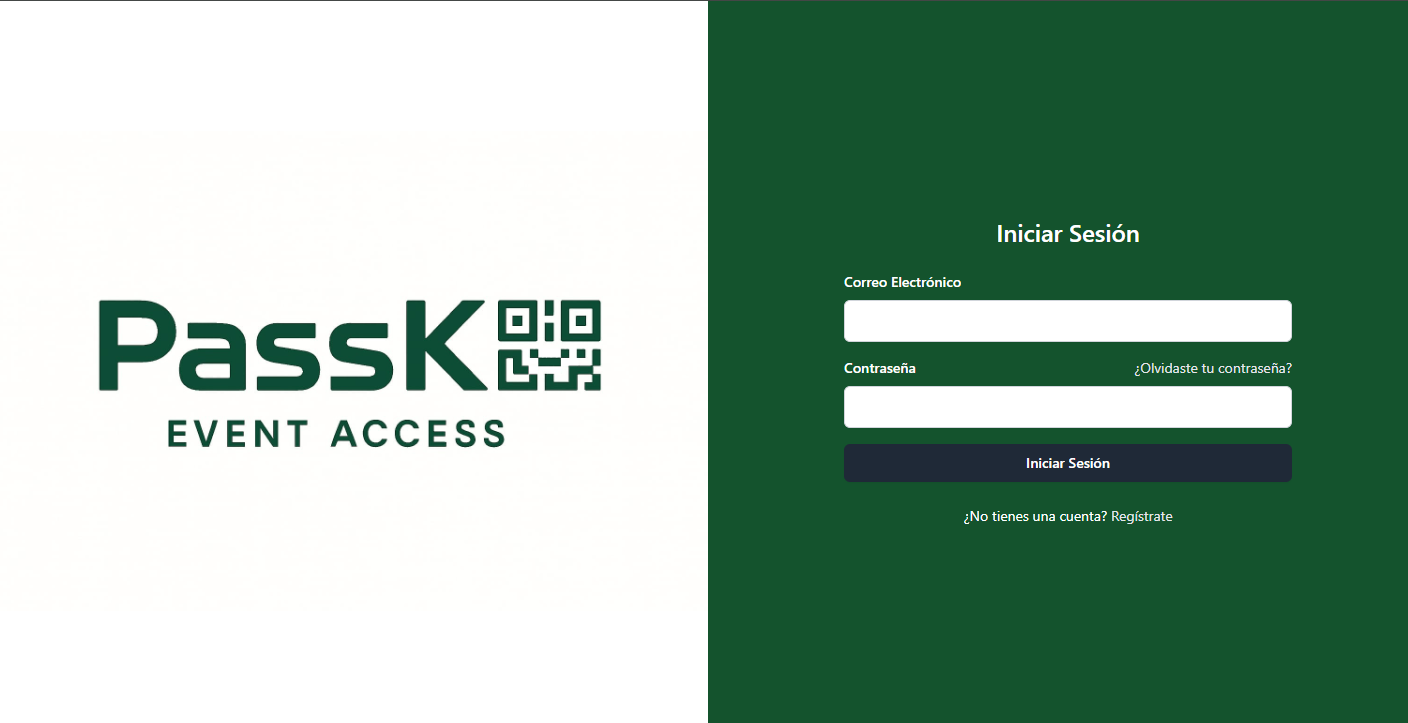 PassK
EVENT ACCESS
Iniciar Sesión
Correo Electrónico
Contraseña
¿Olvidaste tu contraseña?
Iniciar Sesión
¿No tienes una cuenta? Regístrate